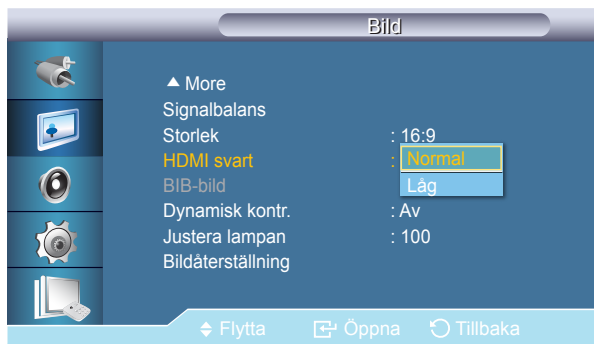 Bild
▲ More
Signalbalans
Storlek : 16:9
HDMI svart : Normal
Låg
BIB-bild
Dynamisk kontr. : Av
Justera lampan : 100
Bildåterställning
Flytta Öppna Tillbaka